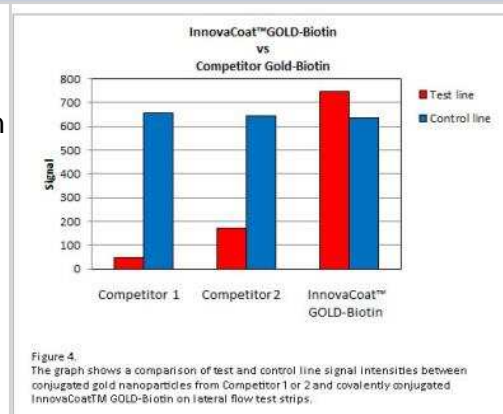 InnovaCoat™GOLD-Biotin
vs
Competitor Gold-Biotin
800
700
600
500
400
300
200
100
0
Signal
Test line
Control line
Competitor 1
Competitor 2
InnovaCoat™
GOLD-Biotin
Figure 4.
The graph shows a comparison of test and control line signal intensities between
conjugated gold nanoparticles from Competitor 1 or 2 and covalently conjugated
InnovaCoatTM GOLD-Biotin on lateral flow test strips.